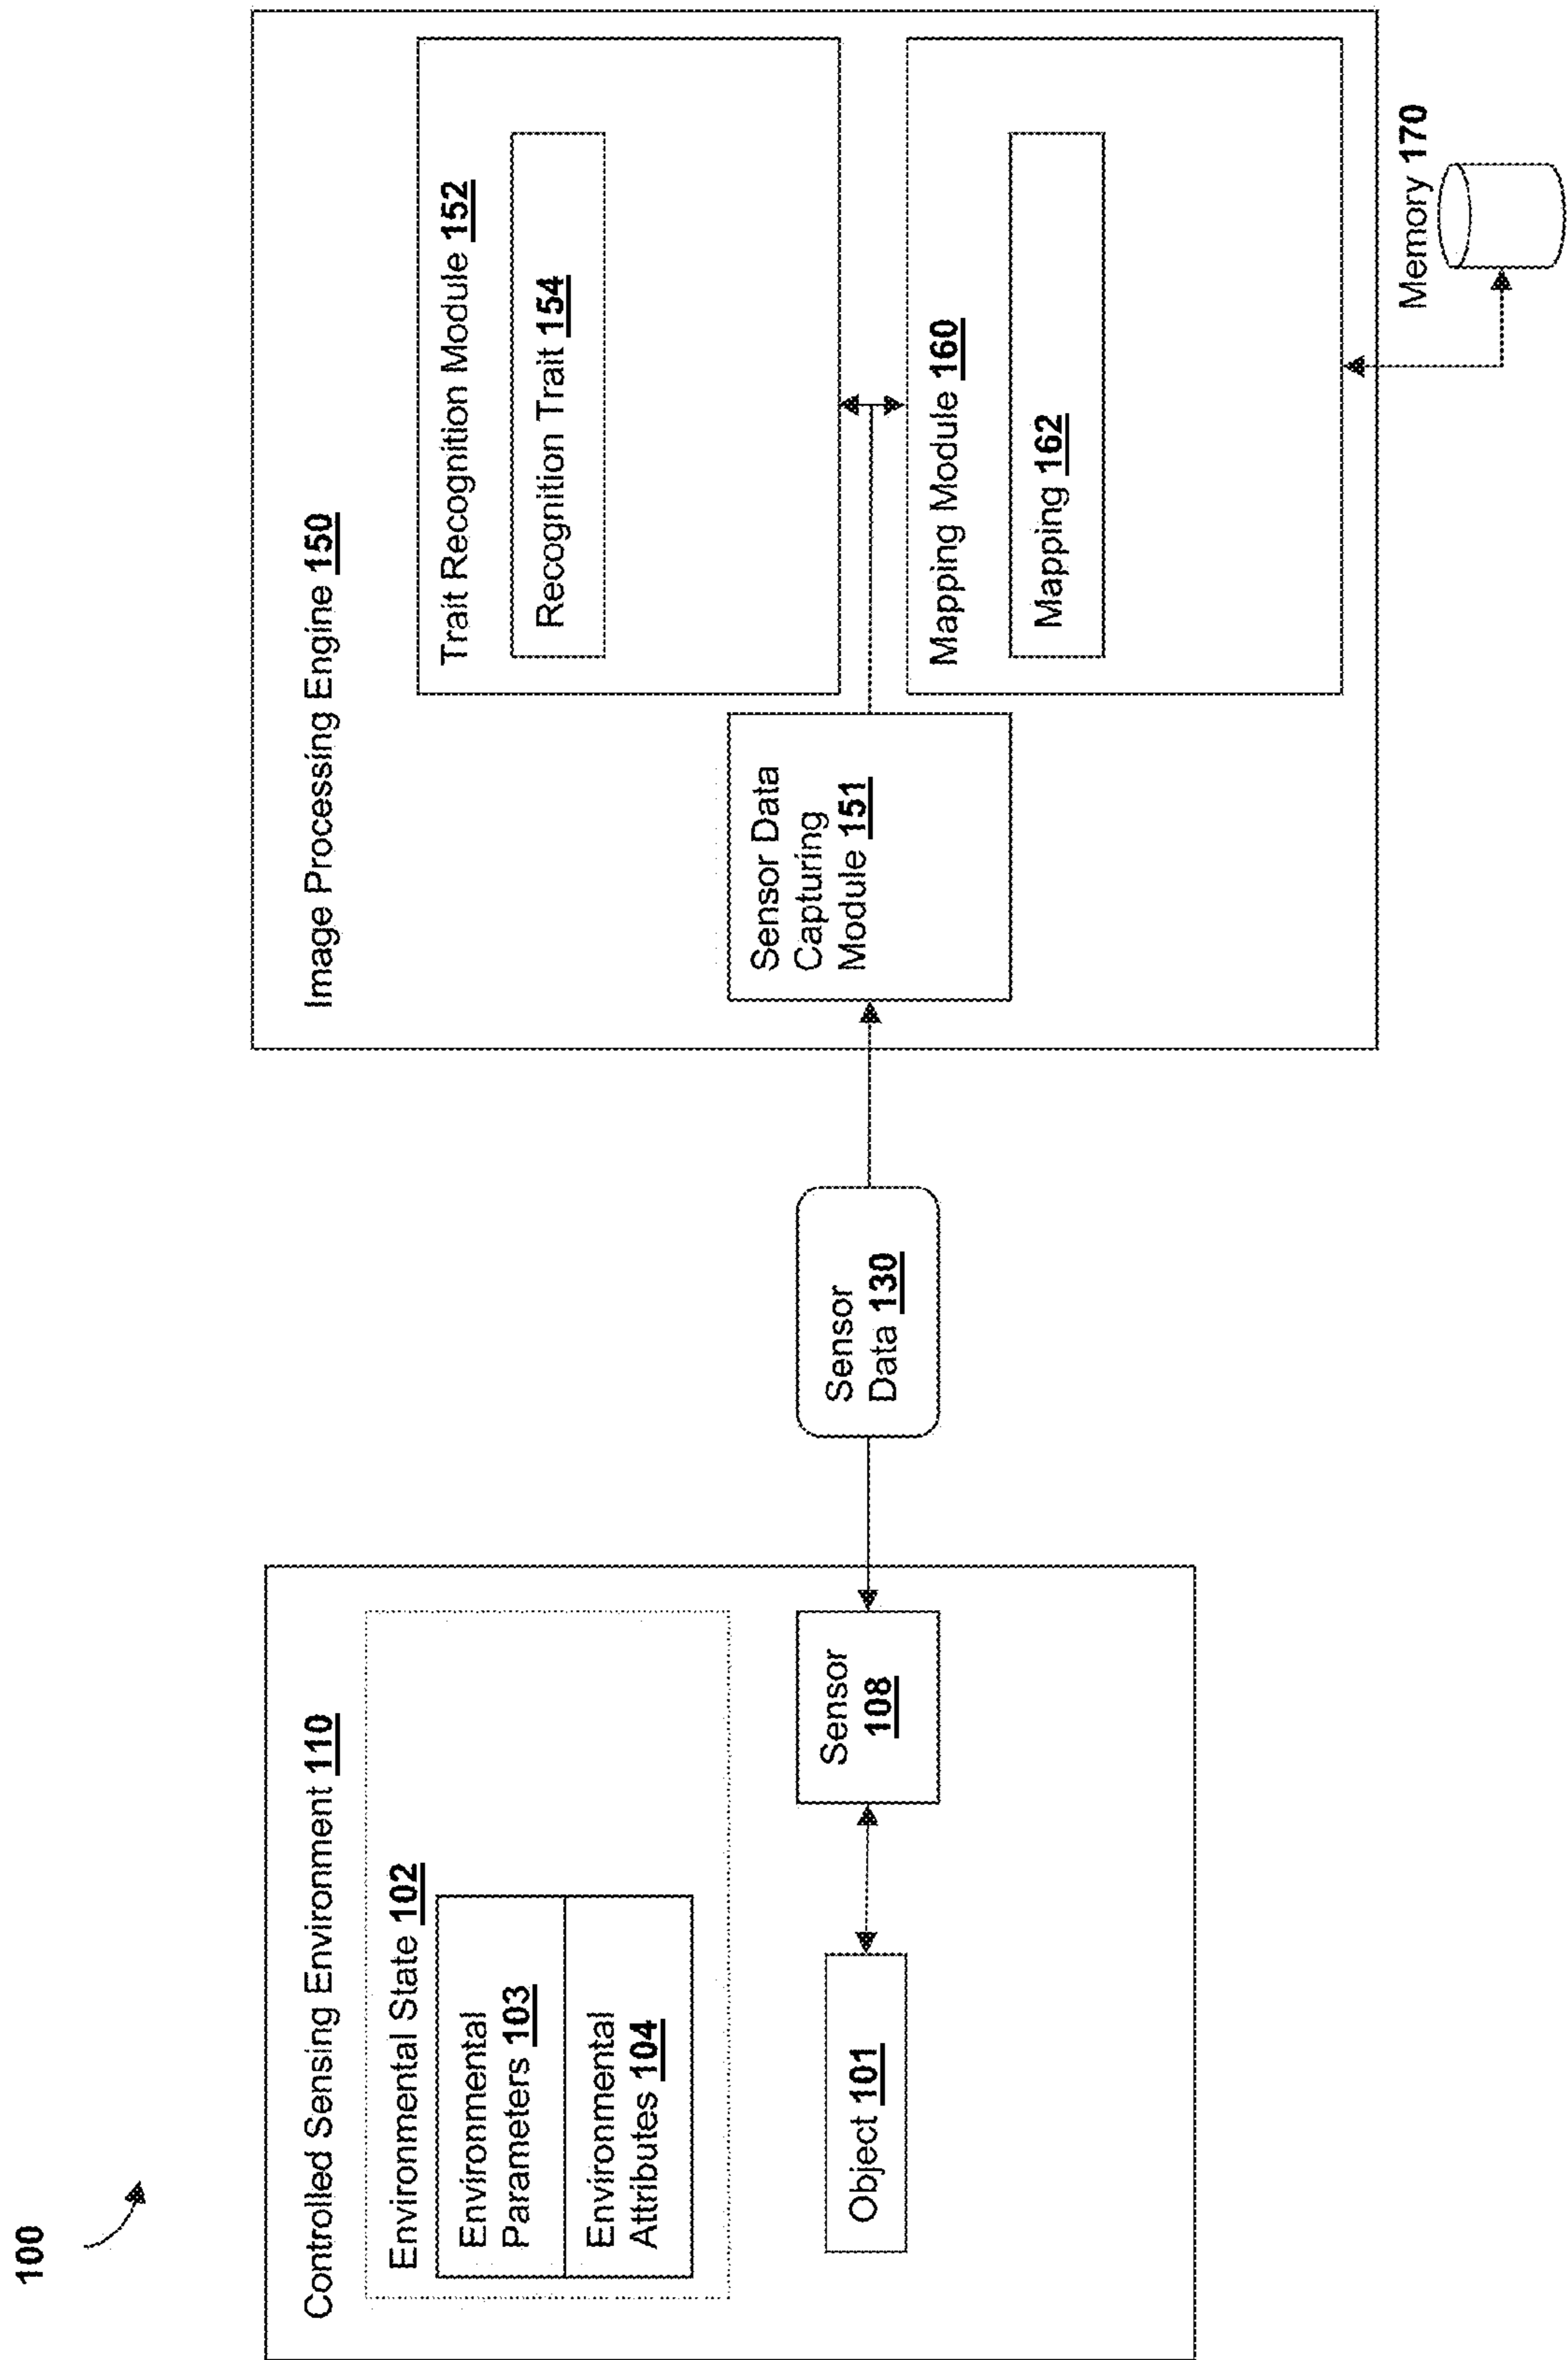 100
Controlled Sensing Environment 110
Environmental State 102
Environmental
Parameters 103
Environmental
Attributes 104
Object 101
Sensor
108
Sensor
Data 130
Image Processing Engine 150
Sensor Data
Capturing
Module 151
Trait Recognition Module 152
Recognition Trait 154
Mapping Module 160
Mapping 162
Memory 170